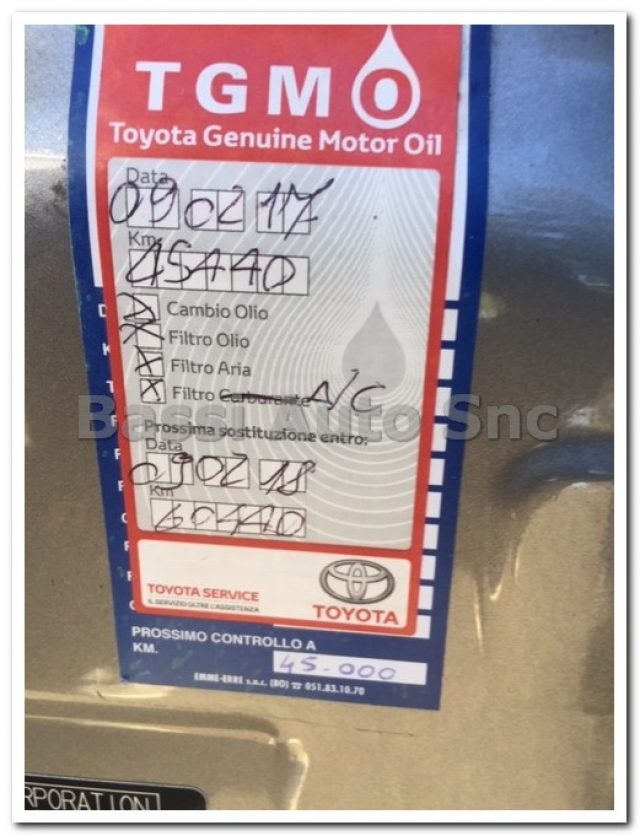 TGMO
Toyota Genuine Motor Oil
Data
09 02 17
Km
45440
Cambio Olio
Filtro Olio
Filtro Aria
Filtro Carburante A/C
Bassi Auto Snc
Prossima sostituzione entro:
Data
09 02 18
Km
60440
TOYOTA SERVICE
IL SERVIZIO OLTRE L'ASSISTENZA
TOYOTA
PROSSIMO CONTROLLO A
KM. 45.000
EMME-ERRE s.n.c. (BO) ☎ 051.83.10.70
RPORATION